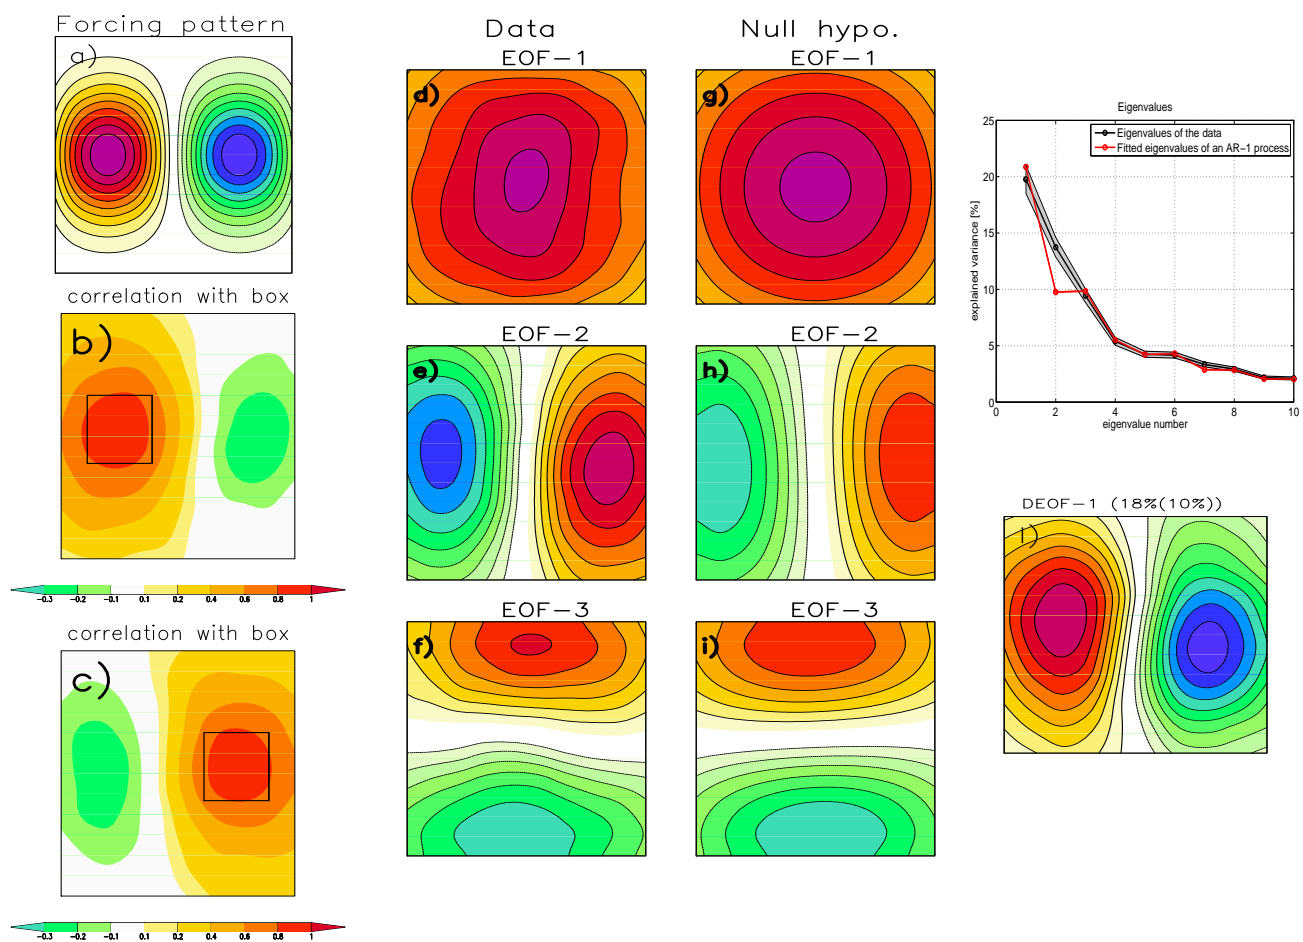 Forcing pattern
a)
correlation with box
b)
-0.3 -0.2 -0.1 0.1 0.2 0.4 0.6 0.8 1
correlation with box
c)
-0.3 -0.2 -0.1 0.1 0.2 0.4 0.6 0.8 1
Data
EOF-1
d)
EOF-2
e)
EOF-3
f)
Null hypo.
EOF-1
g)
EOF-2
h)
EOF-3
i)
Eigenvalues
25
20
15
10
5
0
explained variance [%]
Eigenvalues of the data
Fitted eigenvalues of an AR-1 process
0 2 4 6 8 10
eigenvalue number
DEOF-1 (18%(10%))
l)